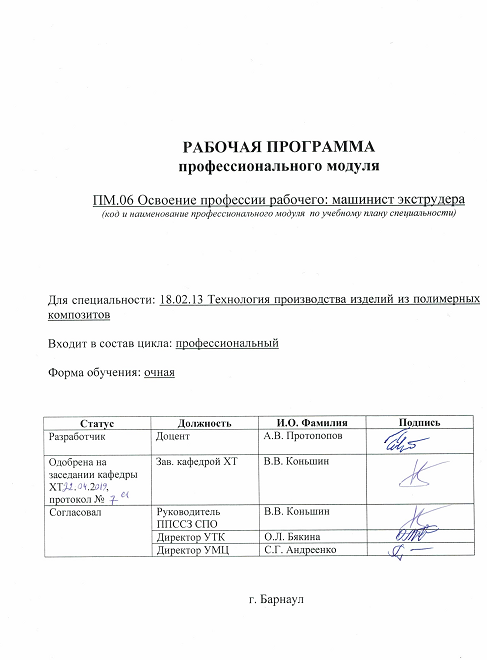 РАБОЧАЯ ПРОГРАММА
профессионального модуля
ПМ.06 Освоение профессии рабочего: машинист экструдера
(код и наименование профессионального модуля по учебному плану специальности)
Для специальности: 18.02.13 Технология производства изделий из полимерных
композитов
Входит в состав цикла: профессиональный
Форма обучения: очная
Статус Должность И.О. Фамилия Подпись
Разработчик Доцент А.В. Протопопов
Одобрена на Зав. кафедрой ХТ В.В. Коньшин
заседании кафедры
ХТ 22.04.2019,
протокол № 7
Согласовал Руководитель В.В. Коньшин
ППССЗ СПО
Директор УТК О.Л. Бякина
Директор УМЦ С.Г. Андреенко
г. Барнаул